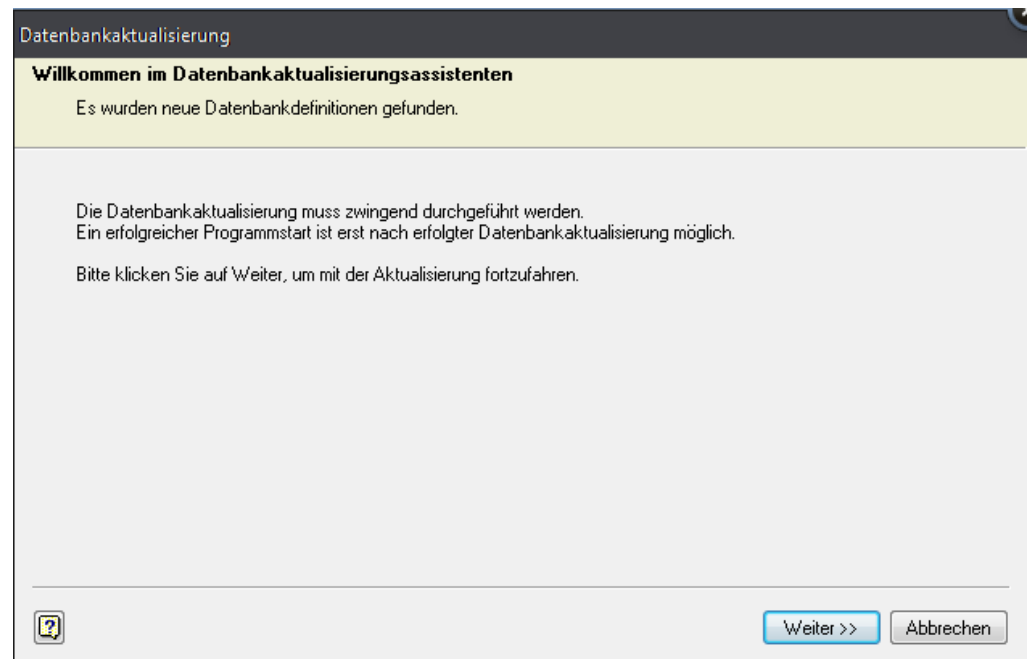 Datenbankaktualisierung
Willkommen im Datenbankaktualisierungsassistenten
Es wurden neue Datenbankdefinitionen gefunden.
Die Datenbankaktualisierung muss zwingend durchgeführt werden.
Ein erfolgreicher Programmstart ist erst nach erfolgter Datenbankaktualisierung möglich.
Bitte klicken Sie auf Weiter, um mit der Aktualisierung fortzufahren.
Weiter >> Abbrechen